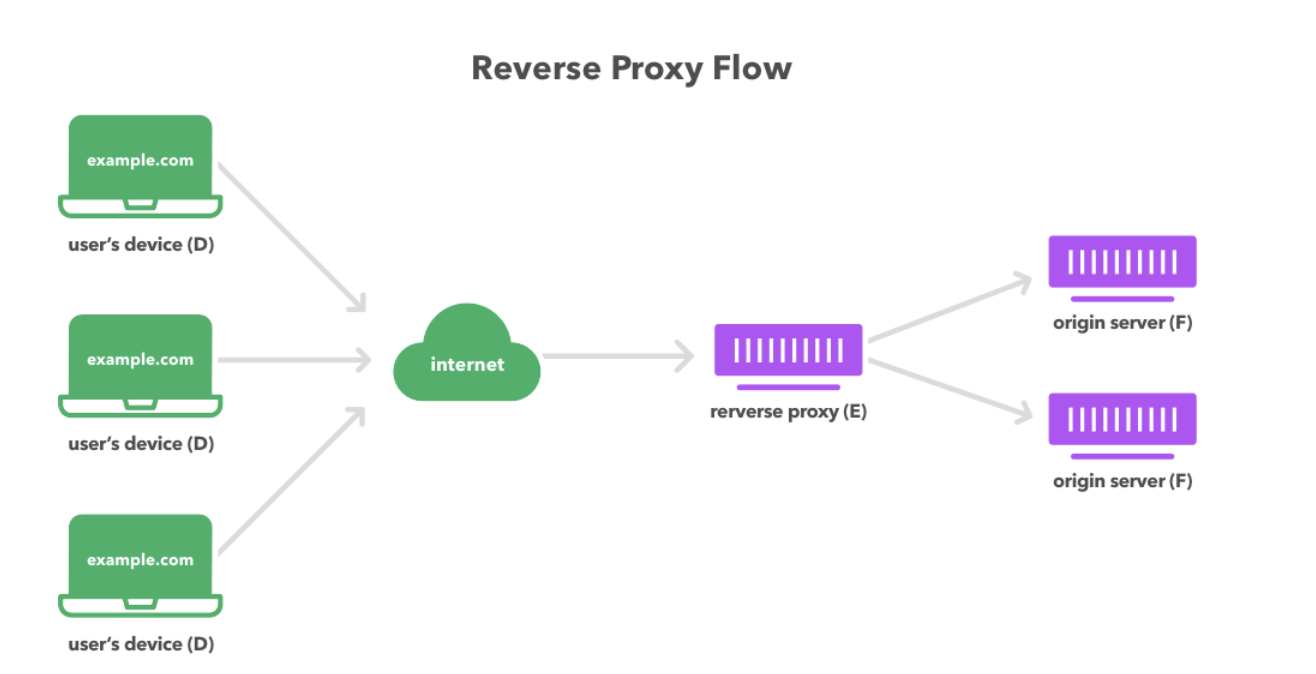 Reverse Proxy Flow
example.com
user’s device (D)
example.com
user’s device (D)
example.com
user’s device (D)
internet
rerverse proxy (E)
origin server (F)
origin server (F)